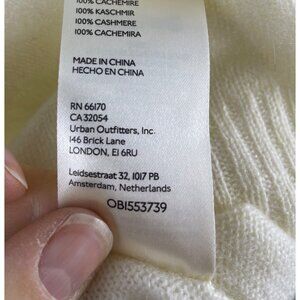 100% CACHEMIRE
100% KASCHMIR
100% CASHMERE
100% CACHEMIRA
MADE IN CHINA
HECHO EN CHINA
RN 66170
CA 32054
Urban Outfitters, Inc.
146 Brick Lane
LONDON, E1 6RU
Leidsestraat 32, 1017 PB
Amsterdam, Netherlands
OB1553739